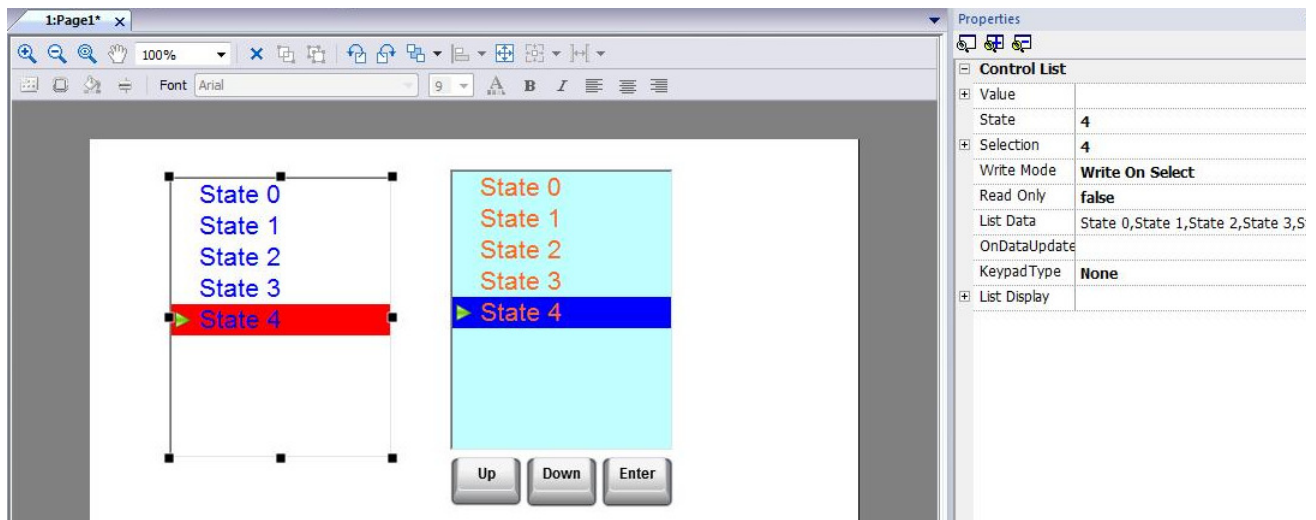 1:Page1* x
Properties
100%
Font Arial 9 A B I
State 0
State 1
State 2
State 3
State 4
State 0
State 1
State 2
State 3
State 4
Up Down Enter
Control List
Value
State 4
Selection 4
Write Mode Write On Select
Read Only false
List Data State 0,State 1,State 2,State 3,S
OnDataUpdate
KeypadType None
List Display